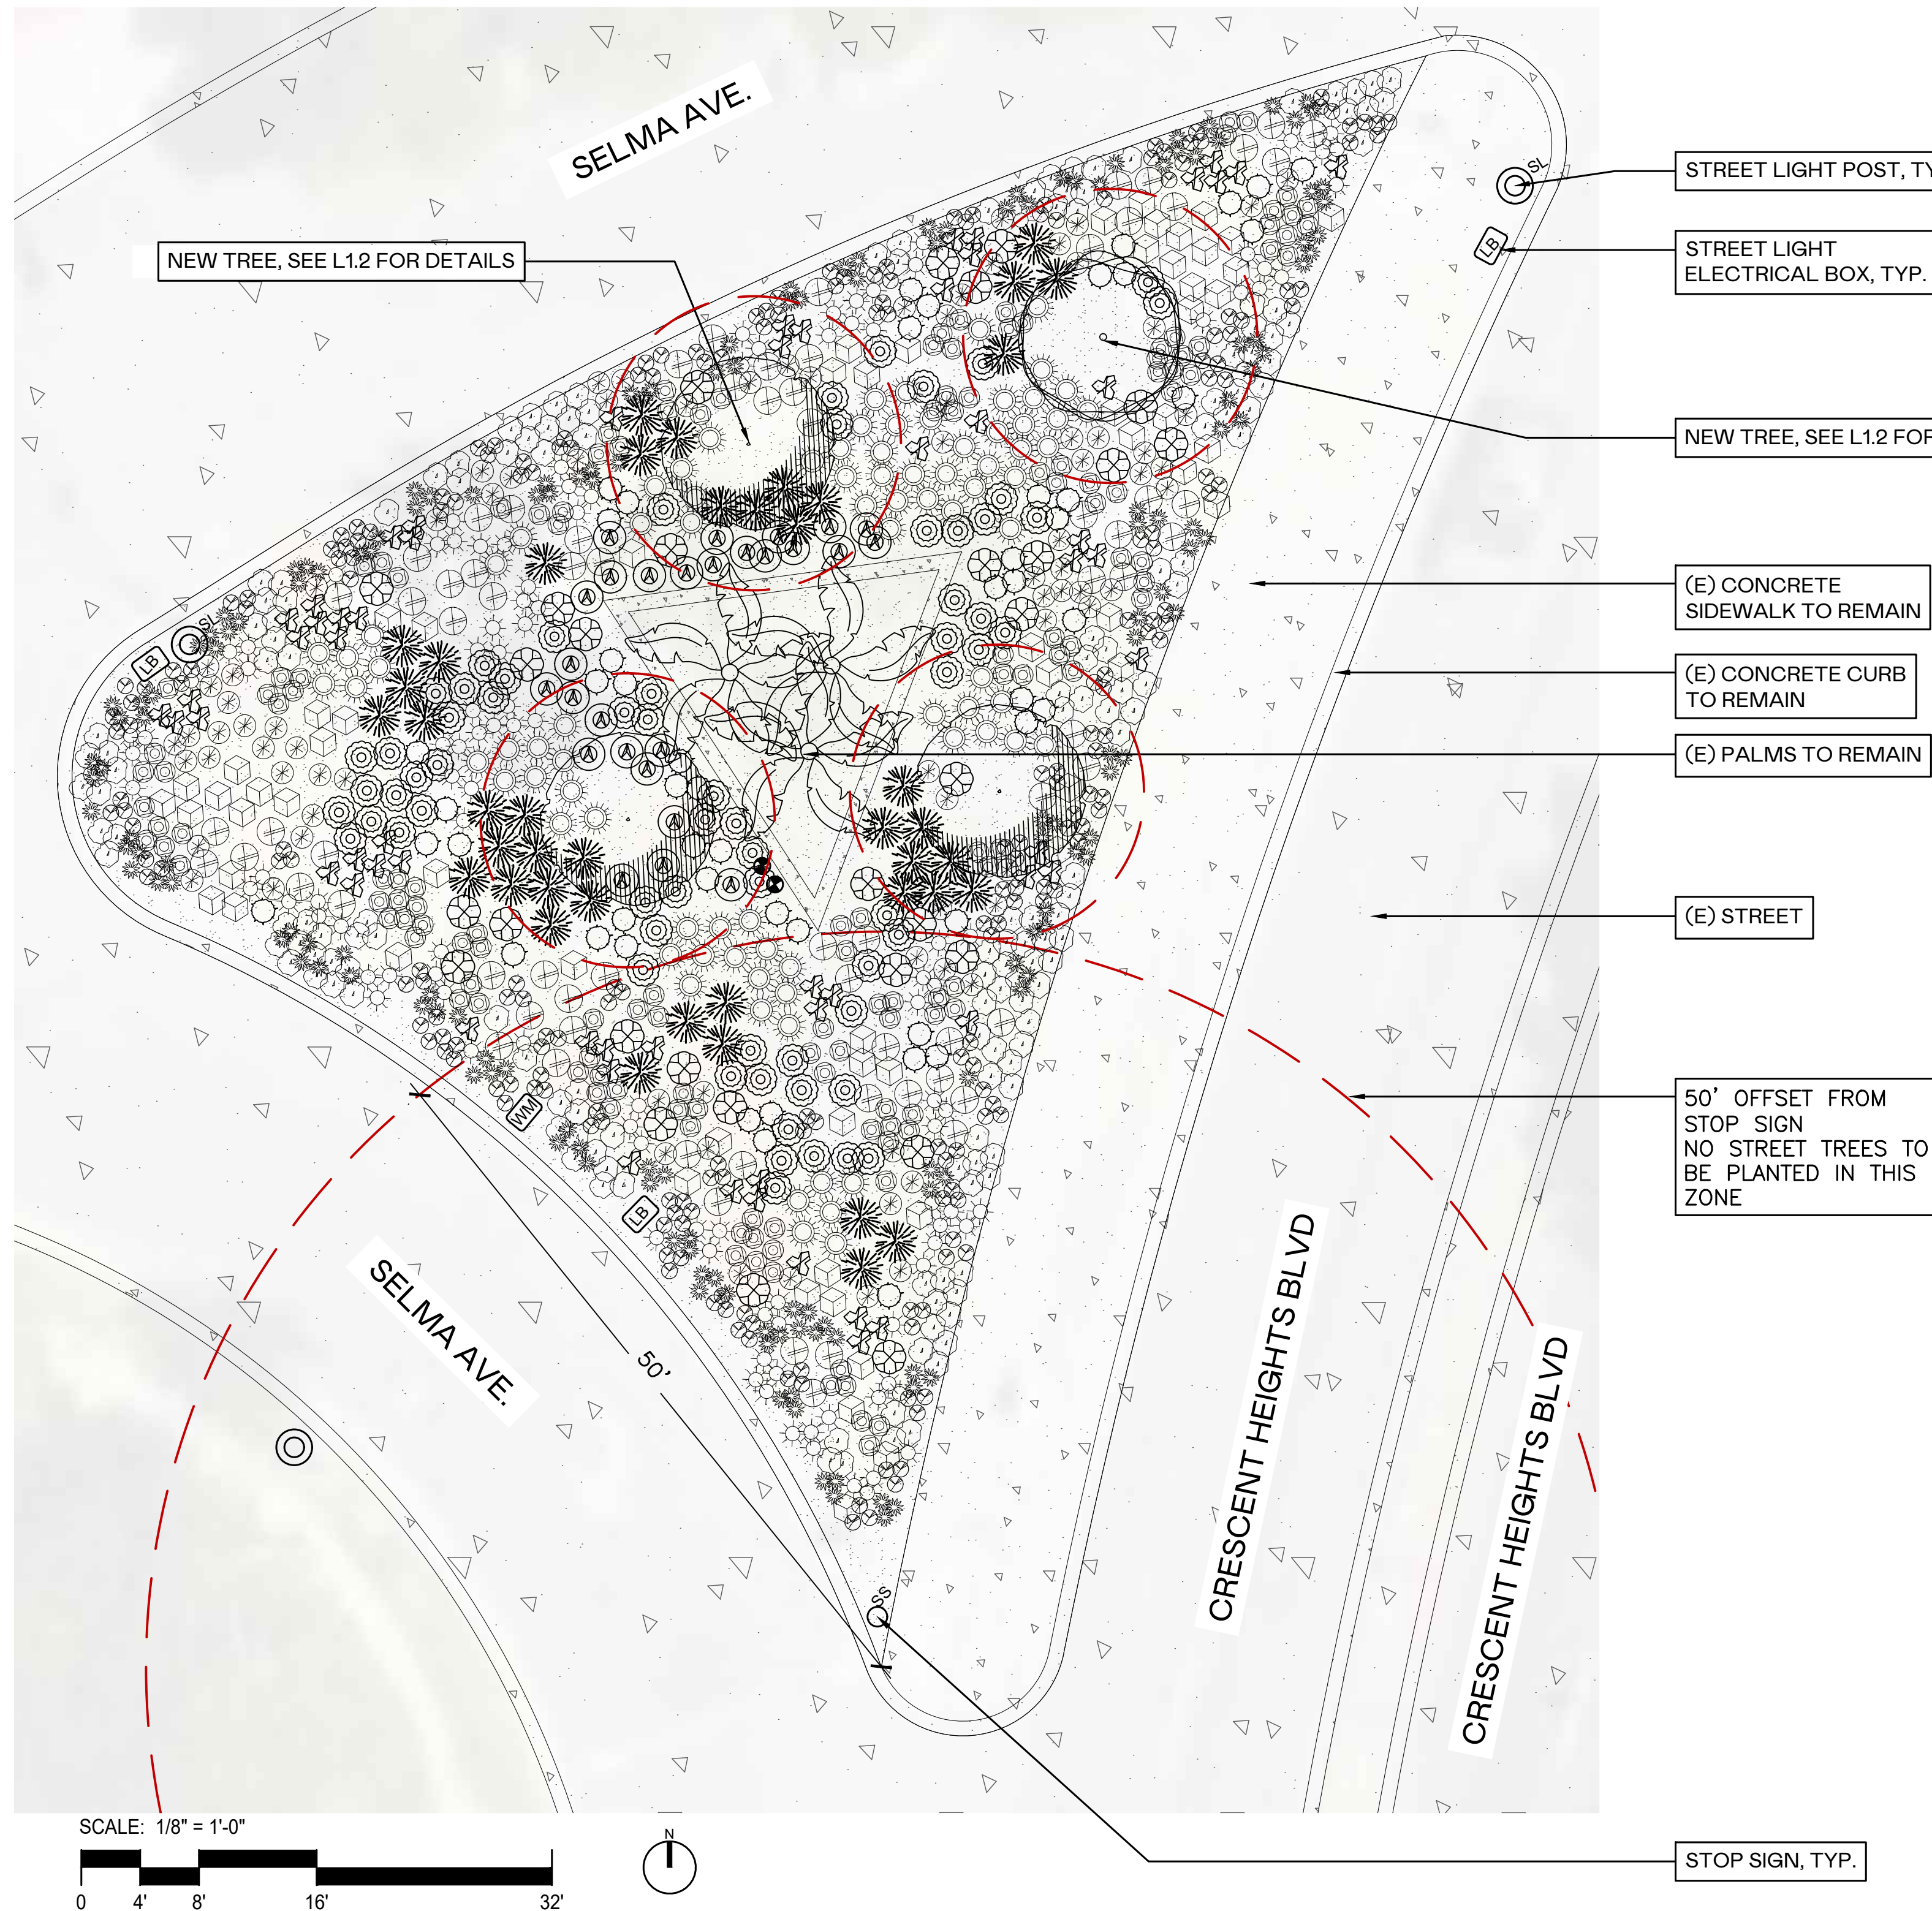 SELMA AVE.
NEW TREE, SEE L1.2 FOR DETAILS
SL
STREET LIGHT POST,
LB
STREET LIGHT
ELECTRICAL BOX, TYP.
NEW TREE, SEE L1.2
(E) CONCRETE
SIDEWALK TO REMAIN
SL
LB
(E) CONCRETE CURB
TO REMAIN
(E) PALMS TO REMAIN
(E) STREET
50' OFFSET FROM
STOP SIGN
NO STREET TREES TO
BE PLANTED IN THIS
ZONE
WM
LB
SELMA AVE.
50'
CRESCENT HEIGHTS BLVD
CRESCENT HEIGHTS BLVD
SS
STOP SIGN, TYP.
SCALE: 1/8" = 1'-0"
0 4' 8' 16' 32'
N